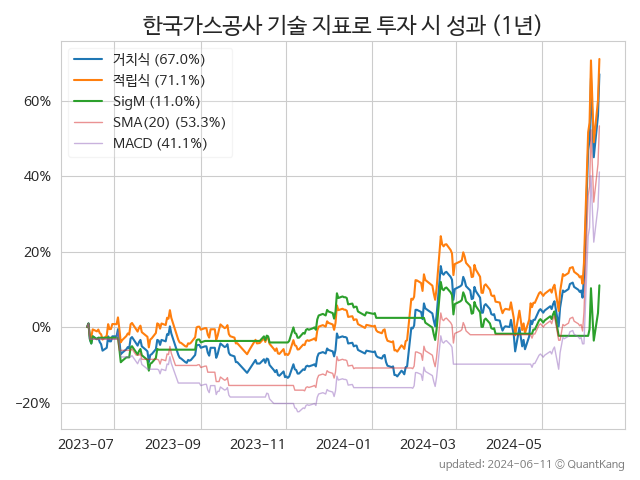 한국가스공사 기술 지표로 투자 시 성과 (1년)
거치식 (67.0%)
적립식 (71.1%)
SigM (11.0%)
SMA(20) (53.3%)
MACD (41.1%)
60%
40%
20%
0%
−20%
2023-07 2023-09 2023-11 2024-01 2024-03 2024-05
updated: 2024-06-11 © QuantKang